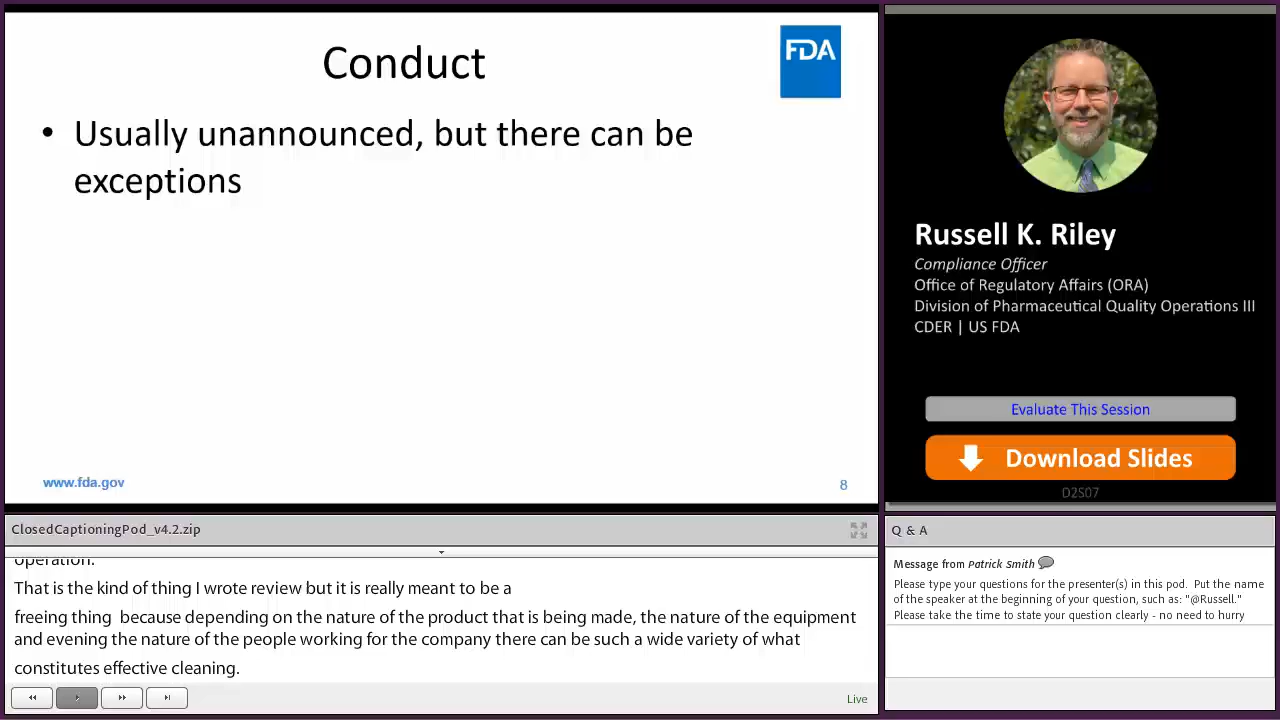 Conduct
FDA
• Usually unannounced, but there can be
exceptions
www.fda.gov
8
Russell K. Riley
Compliance Officer
Office of Regulatory Affairs (ORA)
Division of Pharmaceutical Quality Operations III
CDER | US FDA
Evaluate This Session
Download Slides
D2S07
ClosedCaptioningPod_v4.2.zip
operation.
That is the kind of thing I wrote review but it is really meant to be a
freeing thing because depending on the nature of the product that is being made, the nature of the equipment
and evening the nature of the people working for the company there can be such a wide variety of what
constitutes effective cleaning.
Live
Q & A
Message from Patrick Smith
Please type your questions for the presenter(s) in this pod. Put the name
of the speaker at the beginning of your question, such as: "@Russell."
Please take the time to state your question clearly - no need to hurry